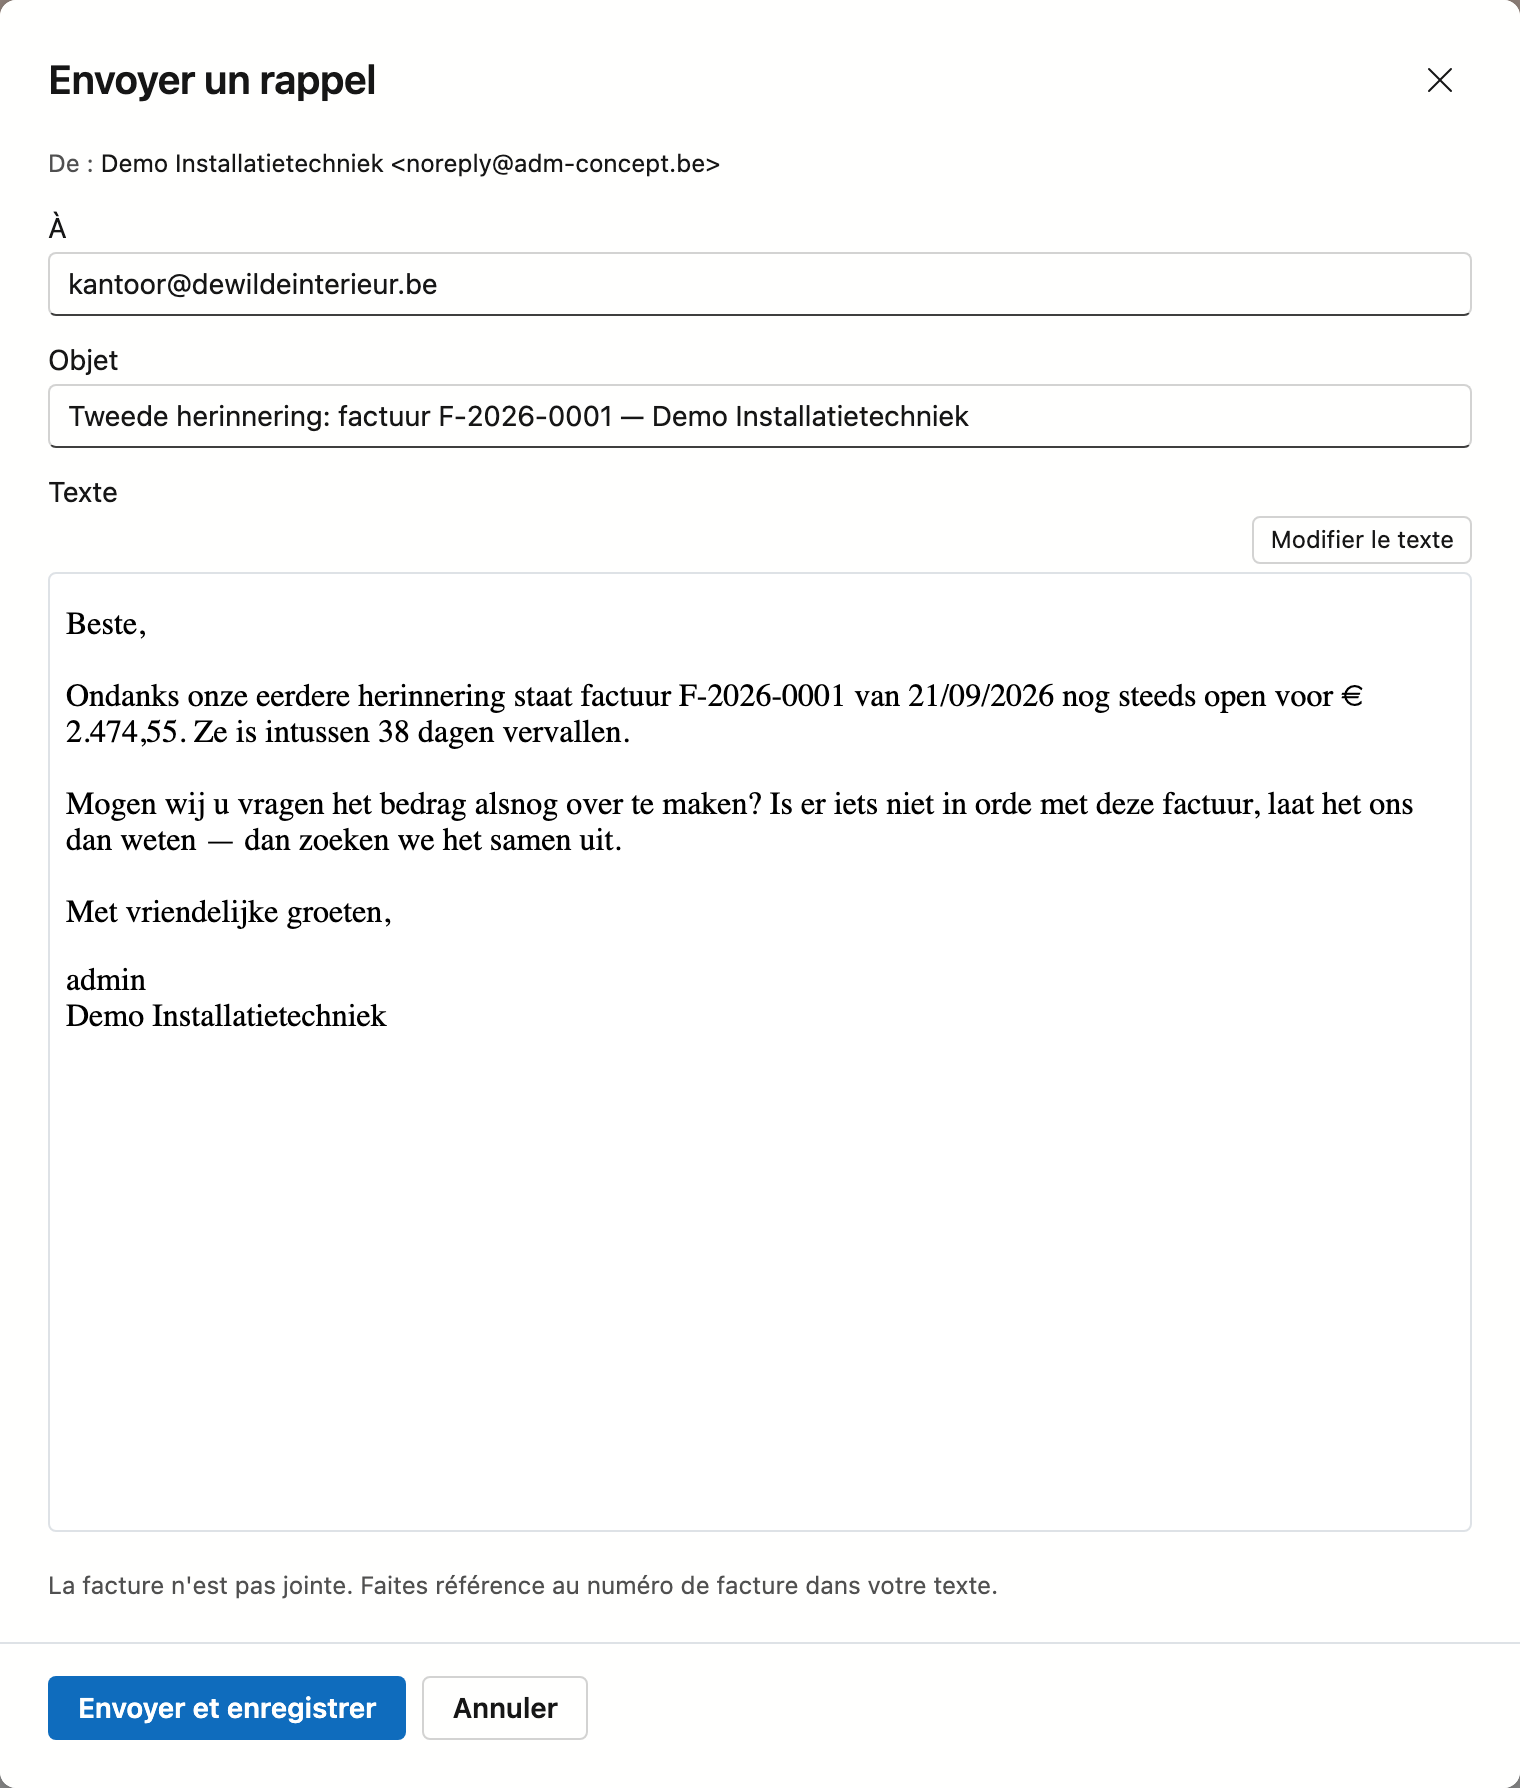 Envoyer un rappel
De : Demo Installatietechniek <noreply@adm-concept.be>
À
kantoor@dewildeinterieur.be
Objet
Tweede herinnering: factuur F-2026-0001 — Demo Installatietechniek
Texte
Modifier le texte
Beste,
Ondanks onze eerdere herinnering staat factuur F-2026-0001 van 21/09/2026 nog steeds open voor €
2.474,55. Ze is intussen 38 dagen vervallen.
Mogen wij u vragen het bedrag alsnog over te maken? Is er iets niet in orde met deze factuur, laat het ons
dan weten — dan zoeken we het samen uit.
Met vriendelijke groeten,
admin
Demo Installatietechniek
La facture n'est pas jointe. Faites référence au numéro de facture dans votre texte.
Envoyer et enregistrer
Annuler